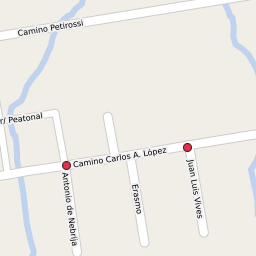 Camino Petirossi
r/ Peatonal
Camino Carlos A. López
Antonio de Nebrija
Erasmo
Juan Luis Vives